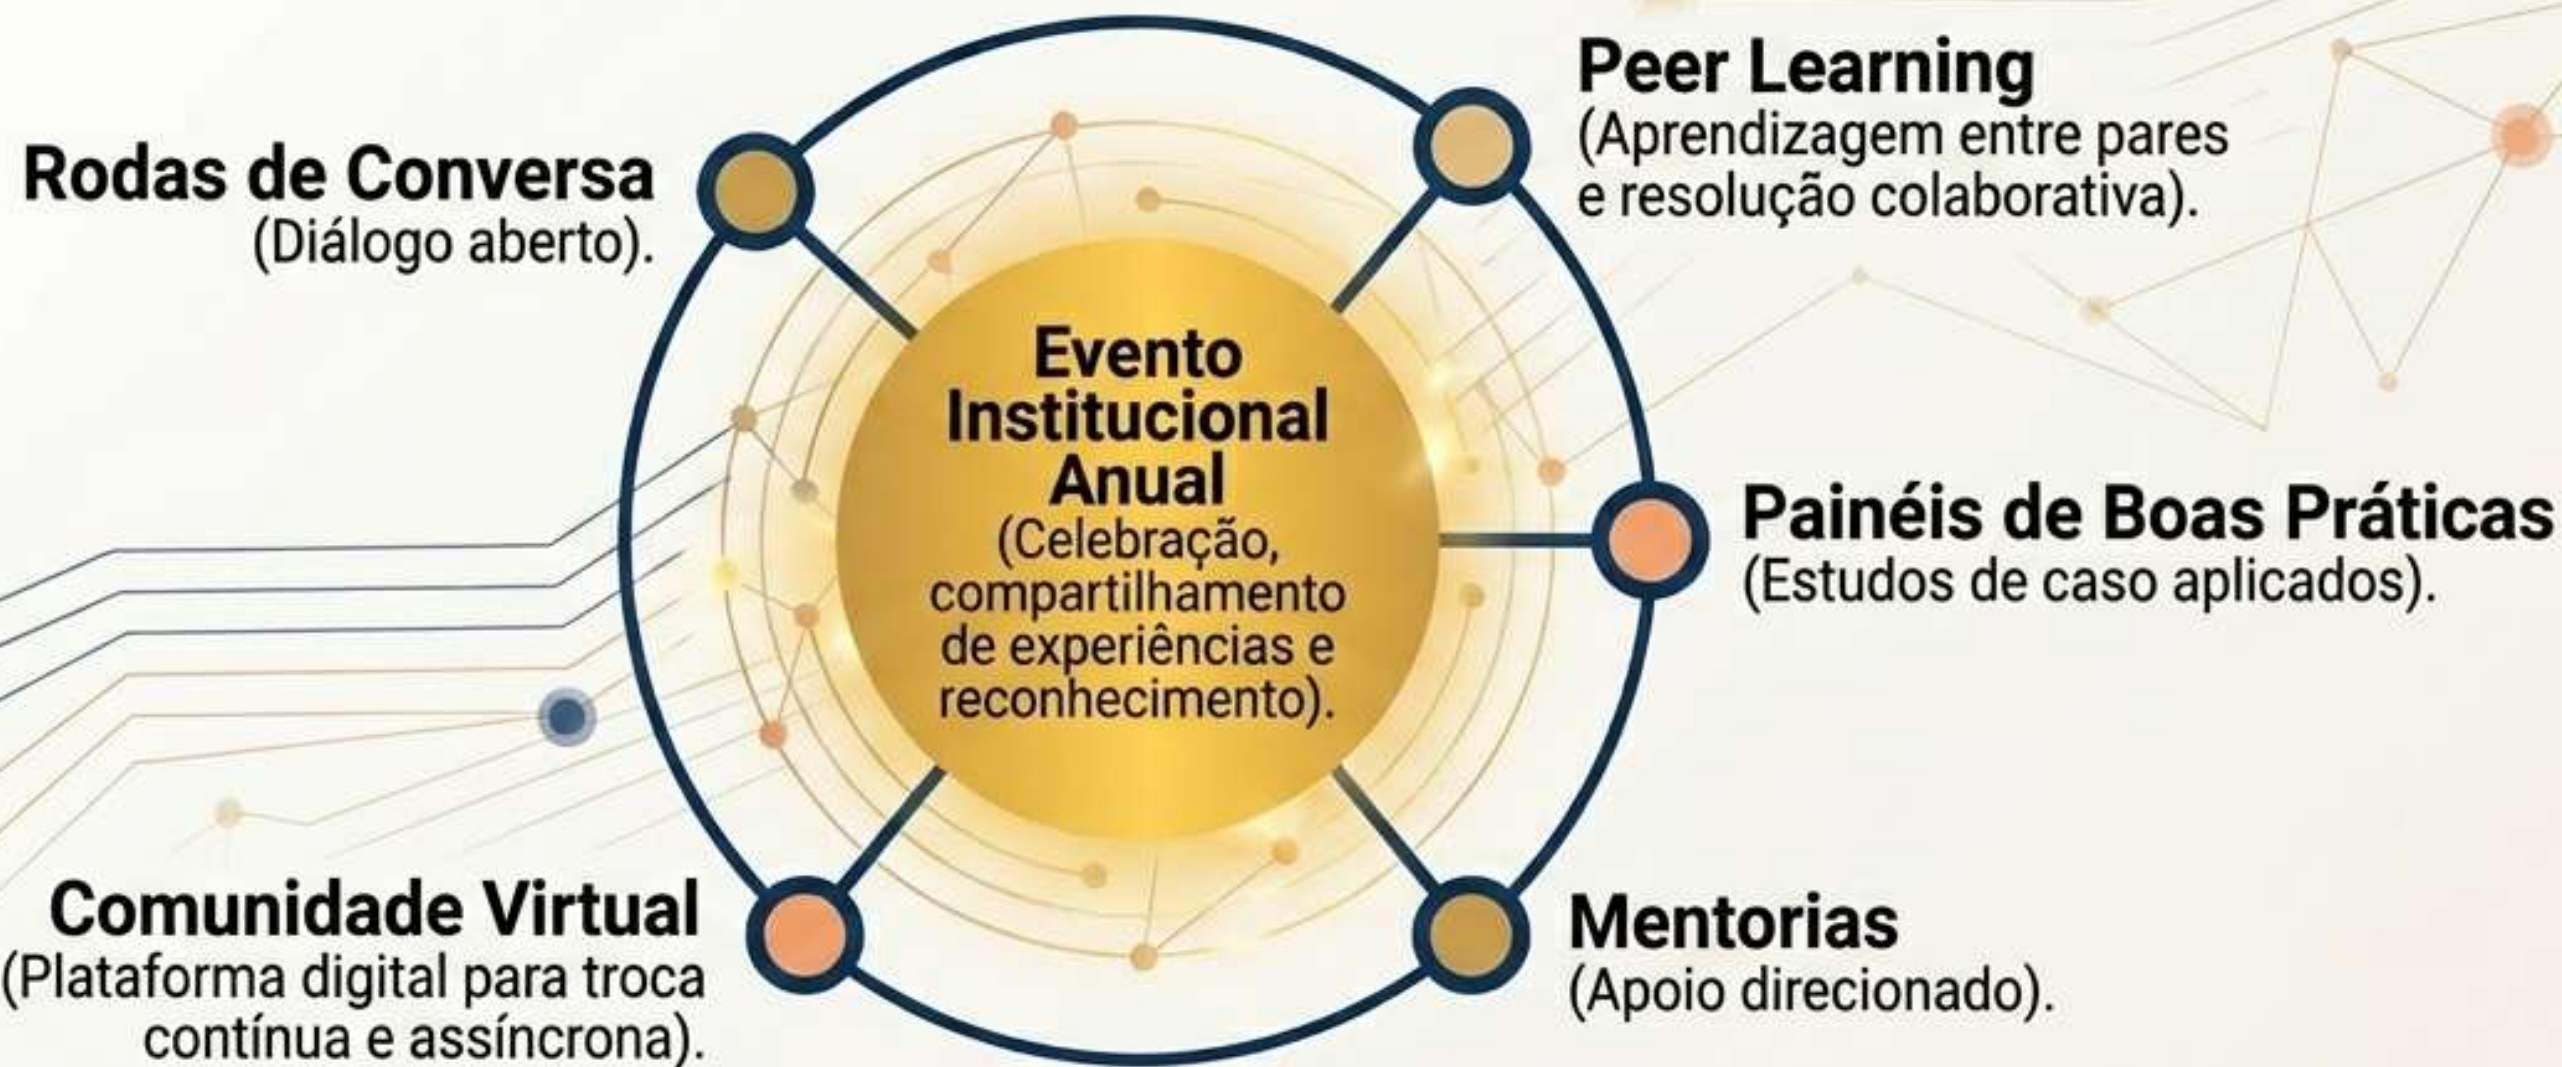 Rodas de Conversa
(Diálogo aberto).
Peer Learning
(Aprendizagem entre pares
e resolução colaborativa).
Evento
Institucional
Anual
(Celebração,
compartilhamento
de experiências e
reconhecimento).
Painéis de Boas Práticas
(Estudos de caso aplicados).
Comunidade Virtual
(Plataforma digital para troca
contínua e assíncrona).
Mentorias
(Apoio direcionado).